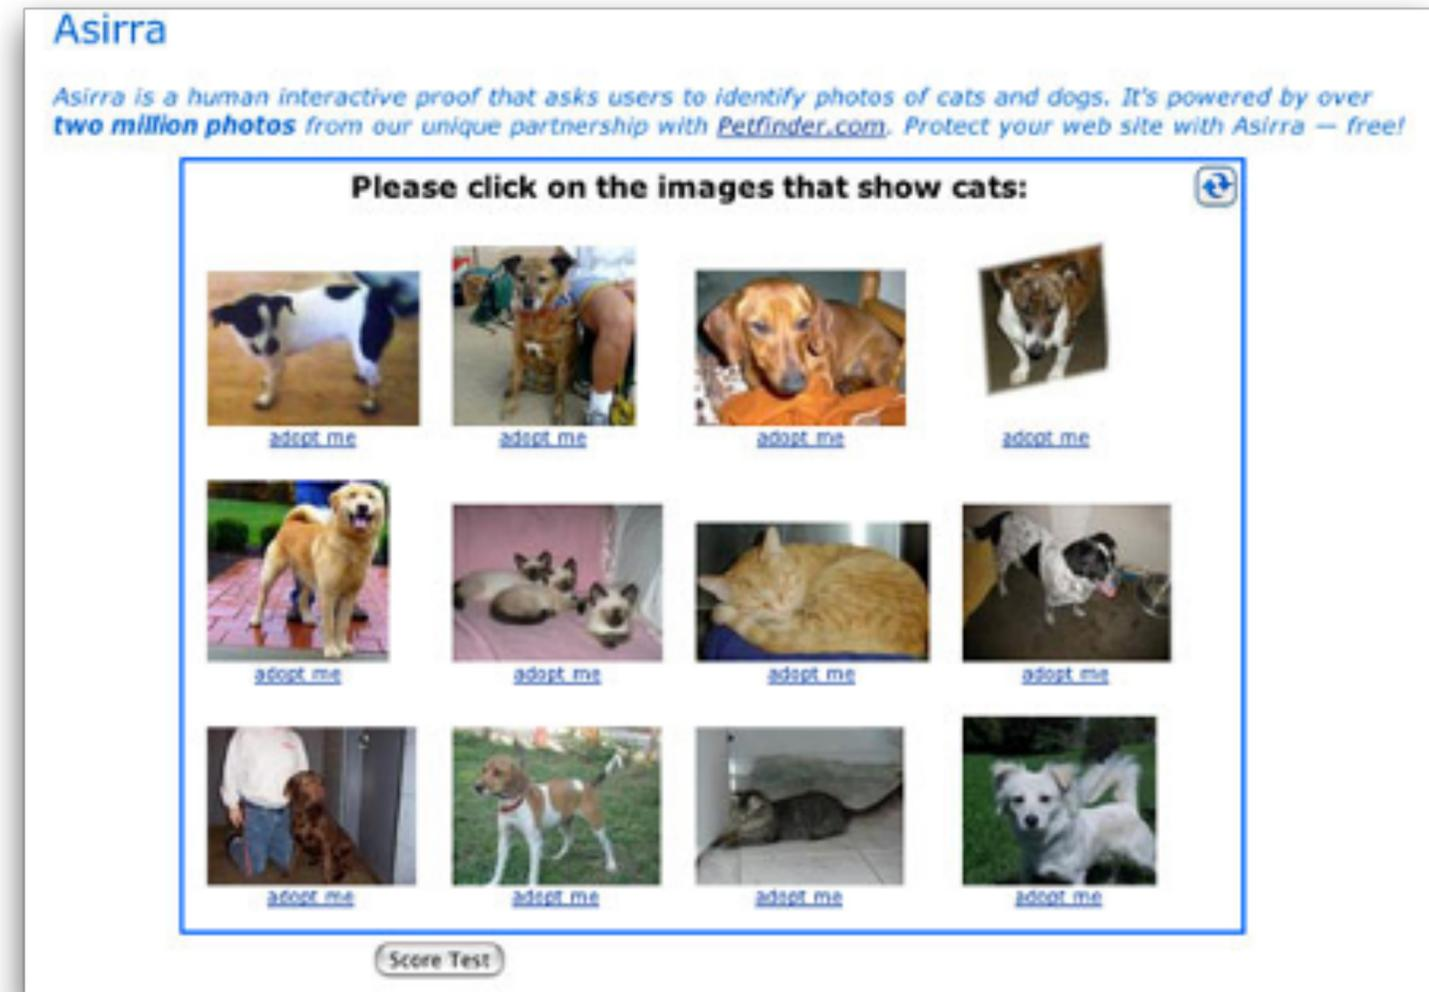 Asirra
Asirra is a human interactive proof that asks users to identify photos of cats and dogs. It's powered by over
two million photos from our unique partnership with Petfinder.com. Protect your web site with Asirra — free!
Please click on the images that show cats:
adopt me
adopt me
adopt me
adopt me
adopt me
adopt me
adopt me
adopt me
adopt me
adopt me
adopt me
adopt me
Score Test